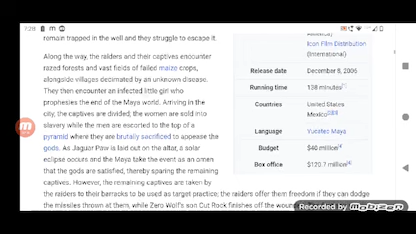 7:20
remain trapped in the well and they struggle to escape it.
Along the way, the raiders and their captives encounter
razed forests and vast fields of failed maize crops,
alongside villages decimated by an unknown disease.
They then encounter an infected little girl who
prophesies the end of the Maya world. Arriving in the
city, the captives are divided; the women are sold into
slavery while the men are escorted to the top of a
pyramid where they are brutally sacrificed to appease the
gods. As Jaguar Paw is laid out on the altar, a solar
eclipse occurs and the Maya take the event as an omen
that the gods are satisfied, thereby sparing the remaining
captives. However, the remaining captives are taken by
the raiders to their barracks to be used as target practice; the raiders offer them freedom if they can dodge
the missiles thrown at them, while Zero Wolf's son Cut Rock finishes off the
America)
Icon Film Distribution
(International)
Release date December 8, 2006
Running time 138 minutes
Countries United States
Mexico
Language Yucatec Maya
Budget $40 million
Box office $120.7 million
Recorded by Mobizen